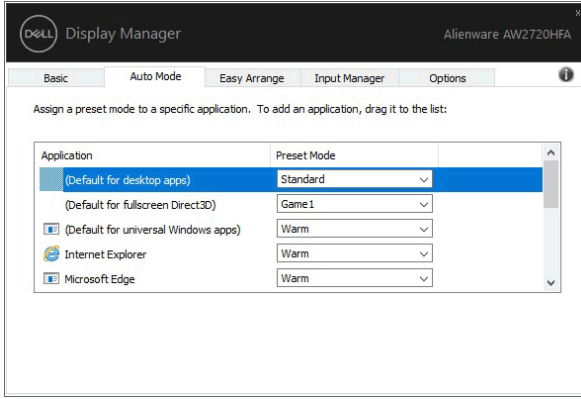 DELL Display Manager Alienware AW2720HFA
Basic Auto Mode Easy Arrange Input Manager Options
Assign a preset mode to a specific application. To add an application, drag it to the list:
Application Preset Mode
(Default for desktop apps) Standard
(Default for fullscreen Direct3D) Game1
(Default for universal Windows apps) Warm
Internet Explorer Warm
Microsoft Edge Warm